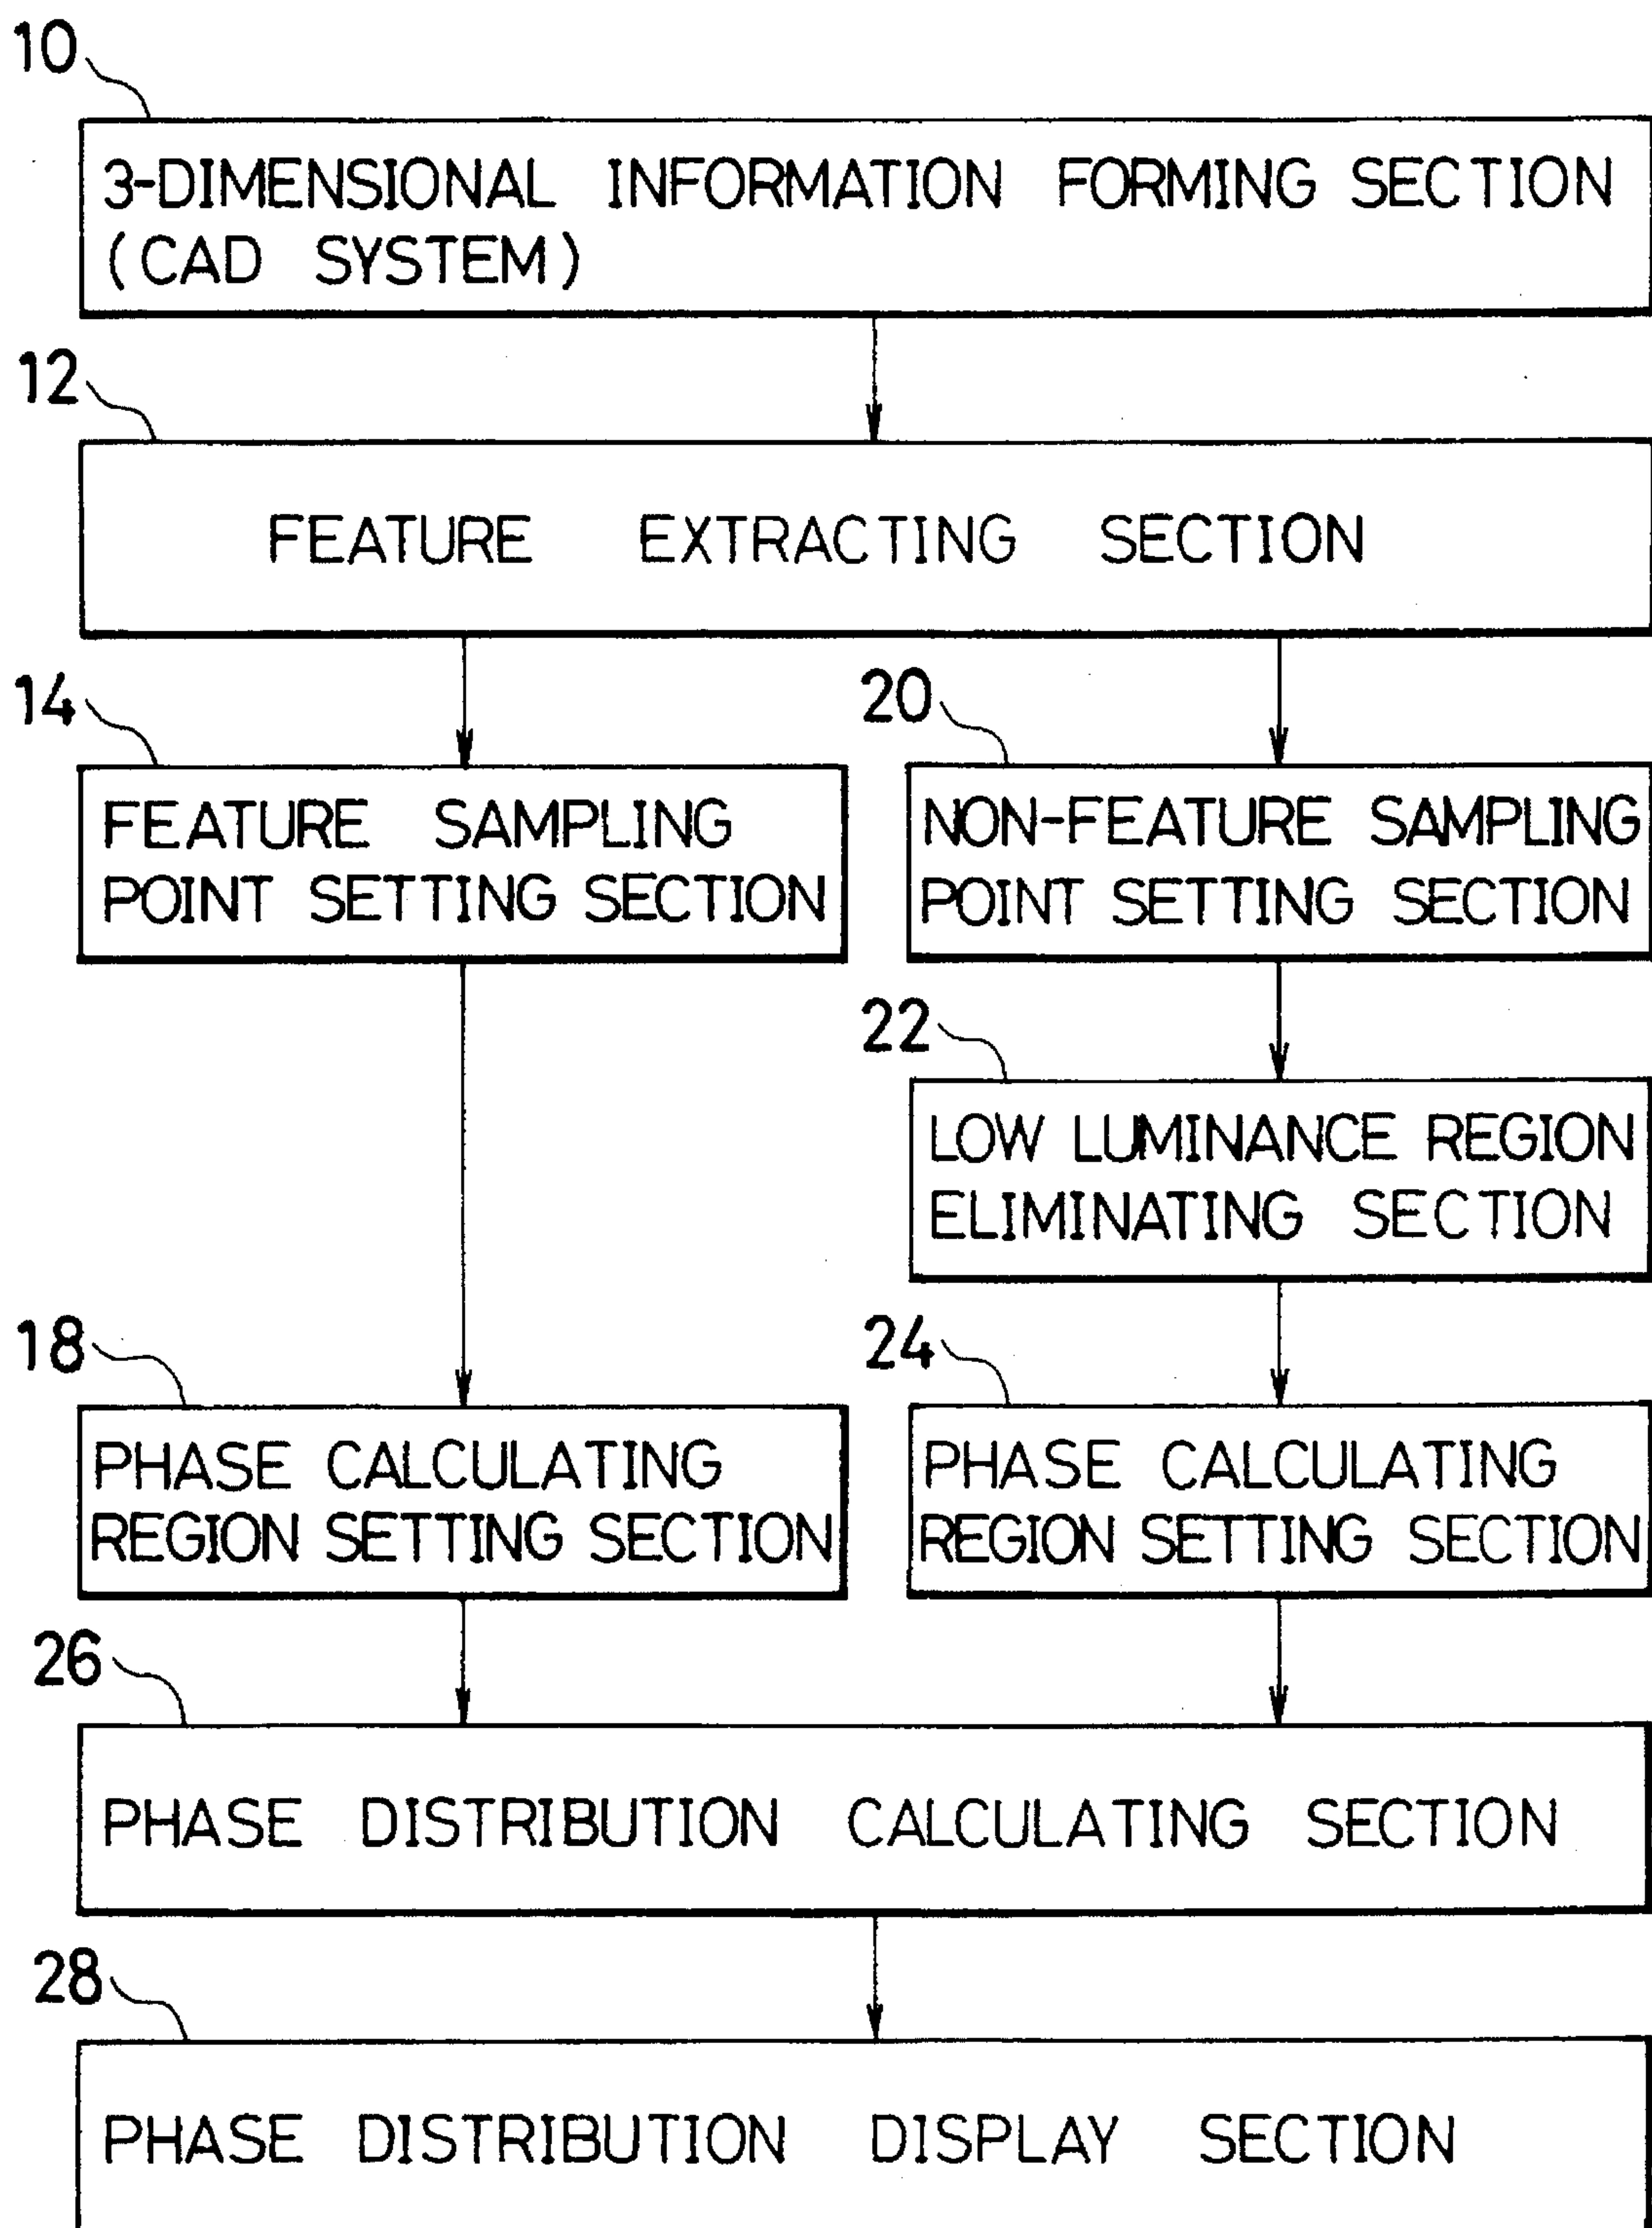 10
3-DIMENSIONAL INFORMATION FORMING SECTION
(CAD SYSTEM)
12
FEATURE EXTRACTING SECTION
14
FEATURE SAMPLING
POINT SETTING SECTION
20
NON-FEATURE SAMPLING
POINT SETTING SECTION
22
LOW LUMINANCE REGION
ELIMINATING SECTION
18
PHASE CALCULATING
REGION SETTING SECTION
24
PHASE CALCULATING
REGION SETTING SECTION
26
PHASE DISTRIBUTION CALCULATING SECTION
28
PHASE DISTRIBUTION DISPLAY SECTION